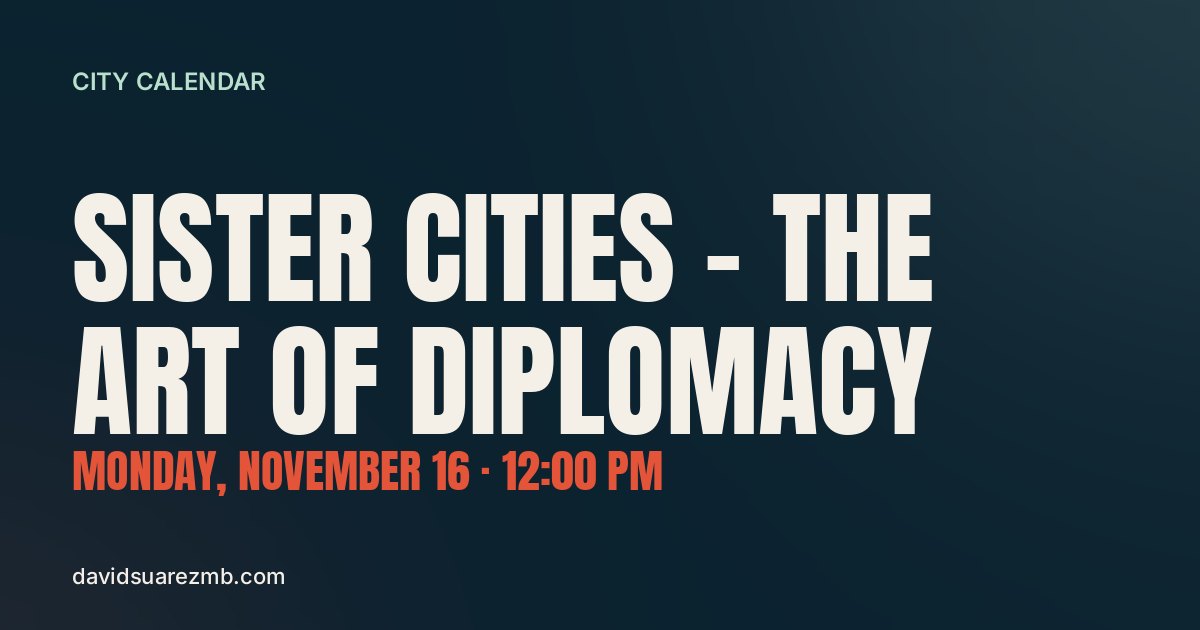 CITY CALENDAR
SISTER CITIES - THE
ART OF DIPLOMACY
MONDAY, NOVEMBER 16 · 12:00 PM
davidsuarezmb.com